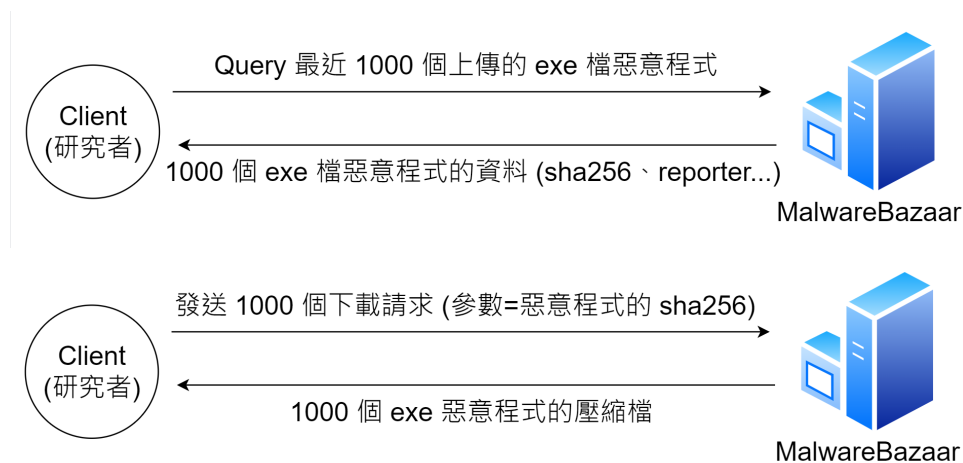 Query 最近 1000 個上傳的 exe 檔惡意程式
Client
(研究者)
1000 個 exe 檔惡意程式的資料 (sha256、reporter...)
MalwareBazaar
發送 1000 個下載請求 (參數=惡意程式的 sha256)
Client
(研究者)
1000 個 exe 惡意程式的壓縮檔
MalwareBazaar